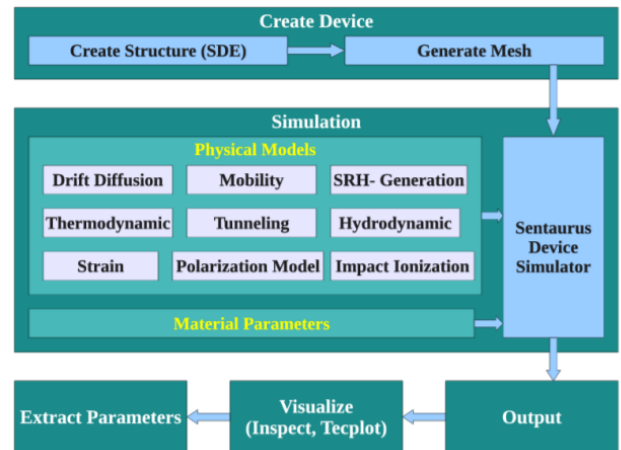 Create Device
Create Structure (SDE)
Generate Mesh
Simulation
Physical Models
Drift Diffusion
Mobility
SRH- Generation
Thermodynamic
Tunneling
Hydrodynamic
Strain
Polarization Model
Impact Ionization
Sentaurus
Device
Simulator
Material Parameters
Extract Parameters
Visualize
(Inspect, Tecplot)
Output